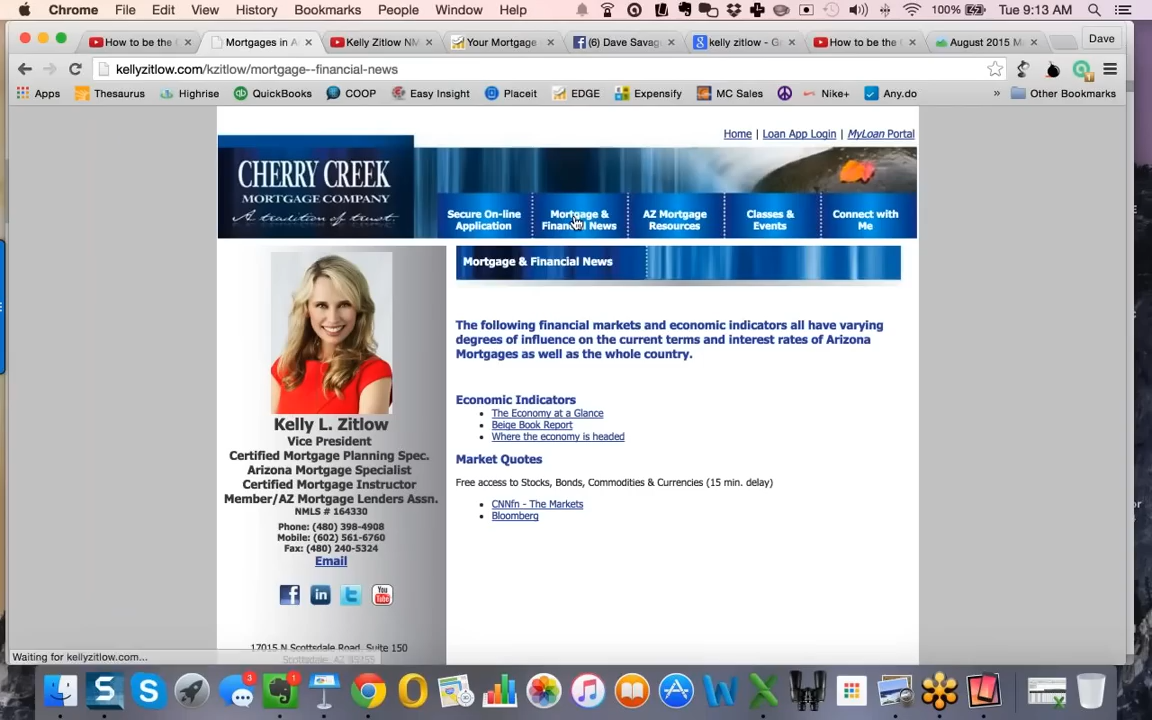 Chrome File Edit View History Bookmarks People Window Help 100% Tue 9:13 AM
How to be the Mortgages in A Kelly Zitlow NM Your Mortgage (6) Dave Savag kelly zitlow - G How to be the August 2015 M Dave
kellyzitlow.com/kzitlow/mortgage--financial-news
Apps Thesaurus Highrise QuickBooks COOP Easy Insight Placeit EDGE Expensify MC Sales Nike+ Any.do » Other Bookmarks
Home | Loan App Login | MyLoan Portal
CHERRY CREEK
MORTGAGE COMPANY
A tradition of trust.
Secure On-line Application
Mortgage & Financial News
AZ Mortgage Resources
Classes & Events
Connect with Me
Mortgage & Financial News
Kelly L. Zitlow
Vice President
Certified Mortgage Planning Spec.
Arizona Mortgage Specialist
Certified Mortgage Instructor
Member/AZ Mortgage Lenders Assn.
NMLS # 164330
Phone: (480) 398-4908
Mobile: (602) 561-6760
Fax: (480) 240-5324
Email
You Tube
17015 N Scottsdale Road, Suite 150
Scottsdale, AZ 85255
The following financial markets and economic indicators all have varying
degrees of influence on the current terms and interest rates of Arizona
Mortgages as well as the whole country.
Economic Indicators
The Economy at a Glance
Beige Book Report
Where the economy is headed
Market Quotes
Free access to Stocks, Bonds, Commodities & Currencies (15 min. delay)
CNNfn - The Markets
Bloomberg
Waiting for kellyzitlow.com...
3
1